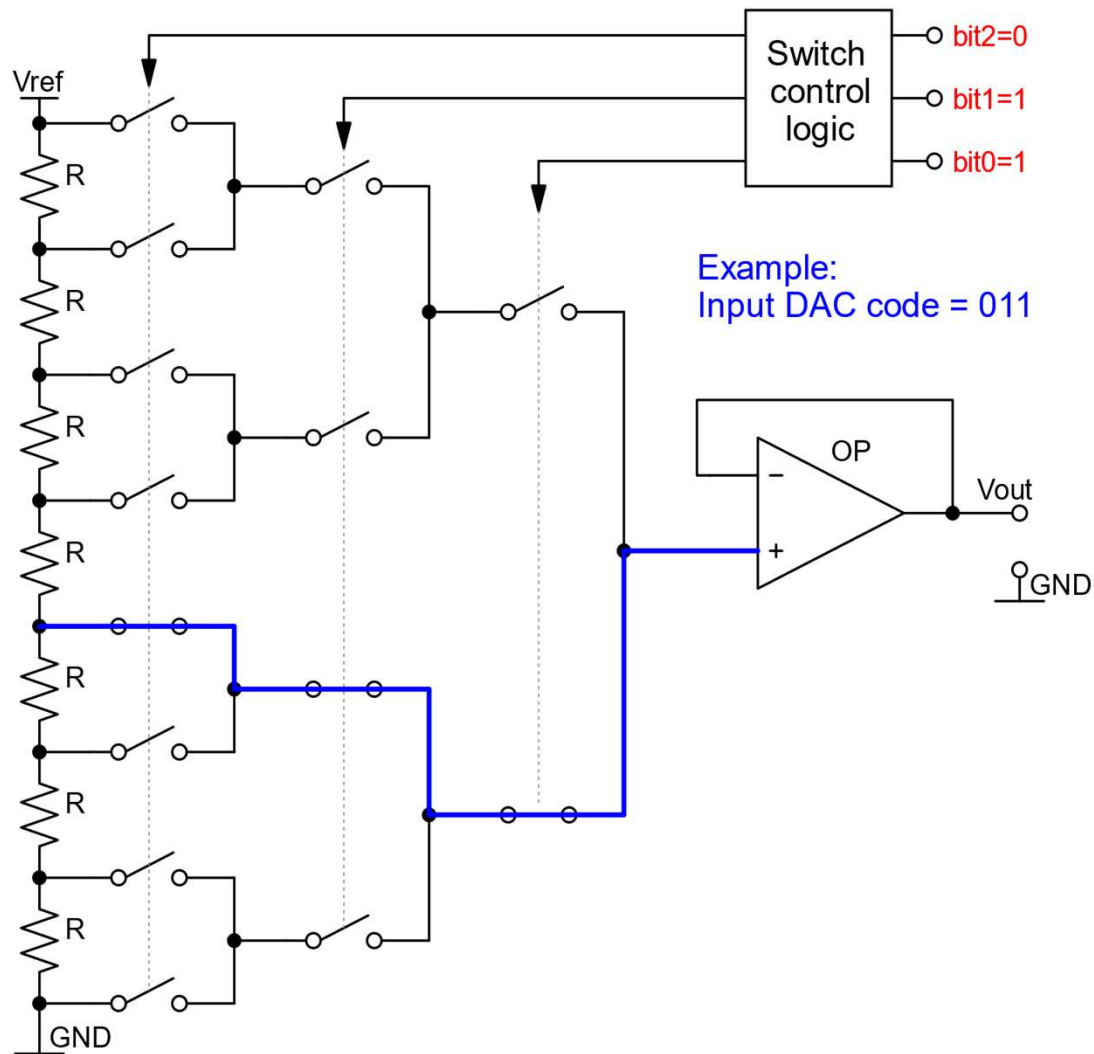 Vref
R
R
R
R
R
R
R
GND
Switch
control
logic
bit2=0
bit1=1
bit0=1
Example:
Input DAC code = 011
OP
−
+
Vout
GND